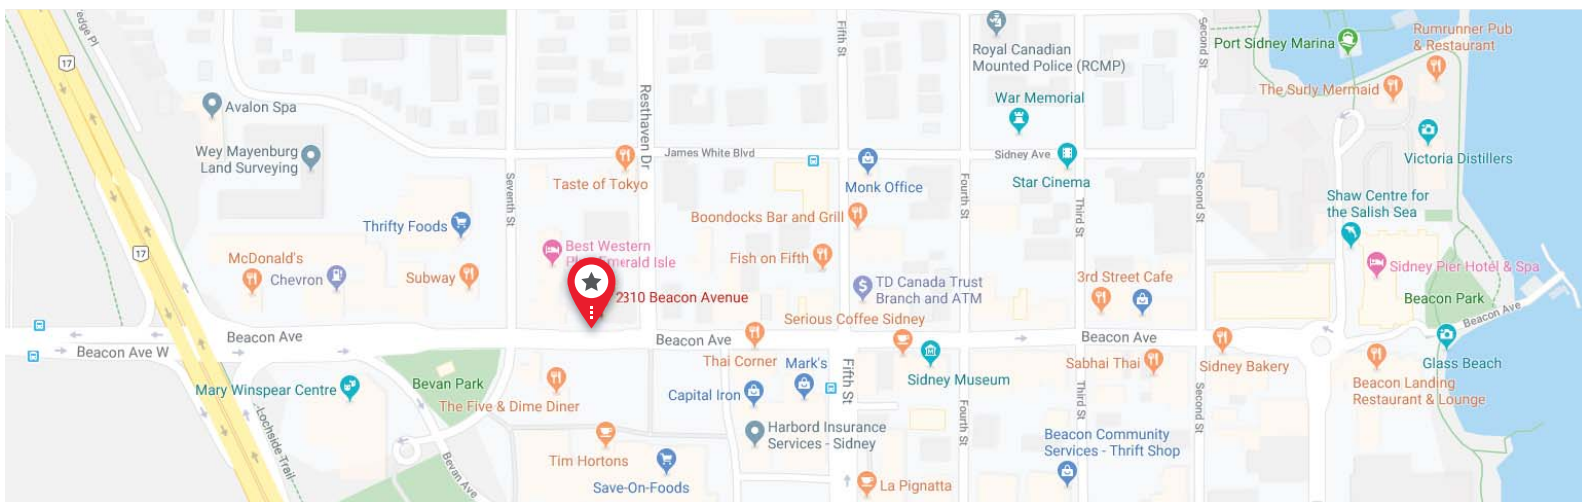 edge Pl
17
Avalon Spa
Wey Mayenburg
Land Surveying
Resthaven Dr
Fifth St
Royal Canadian
Mounted Police (RCMP)
War Memorial
Second St
Port Sidney Marina
Rumrunner Pub
& Restaurant
The Surly Mermaid
Victoria Distillers
James White Blvd
Sidney Ave
Star Cinema
Monk Office
Taste of Tokyo
Seventh St
Thrifty Foods
Boondocks Bar and Grill
Fourth St
Third St
Second St
Shaw Centre for
the Salish Sea
17
McDonald's
Chevron
Subway
Best Western
Emerald Isle
Fish on Fifth
TD Canada Trust
Branch and ATM
3rd Street Cafe
Sidney Pier Hotel & Spa
Beacon Park
Beacon Ave
2310 Beacon Avenue
Serious Coffee Sidney
Beacon Ave
Beacon Ave W
Beacon Ave
Beacon Ave
Thai Corner
Mark's
Sidney Museum
Sabhai Thai
Sidney Bakery
Glass Beach
Beacon Landing
Restaurant & Lounge
Mary Winspear Centre
Bevan Park
The Five & Dime Diner
Capital Iron
Fifth St
Fourth St
Third St
Second St
Lochside Trail
Bevan Ave
Harbord Insurance
Services - Sidney
Beacon Community
Services - Thrift Shop
Tim Hortons
Save-On-Foods
La Pignatta